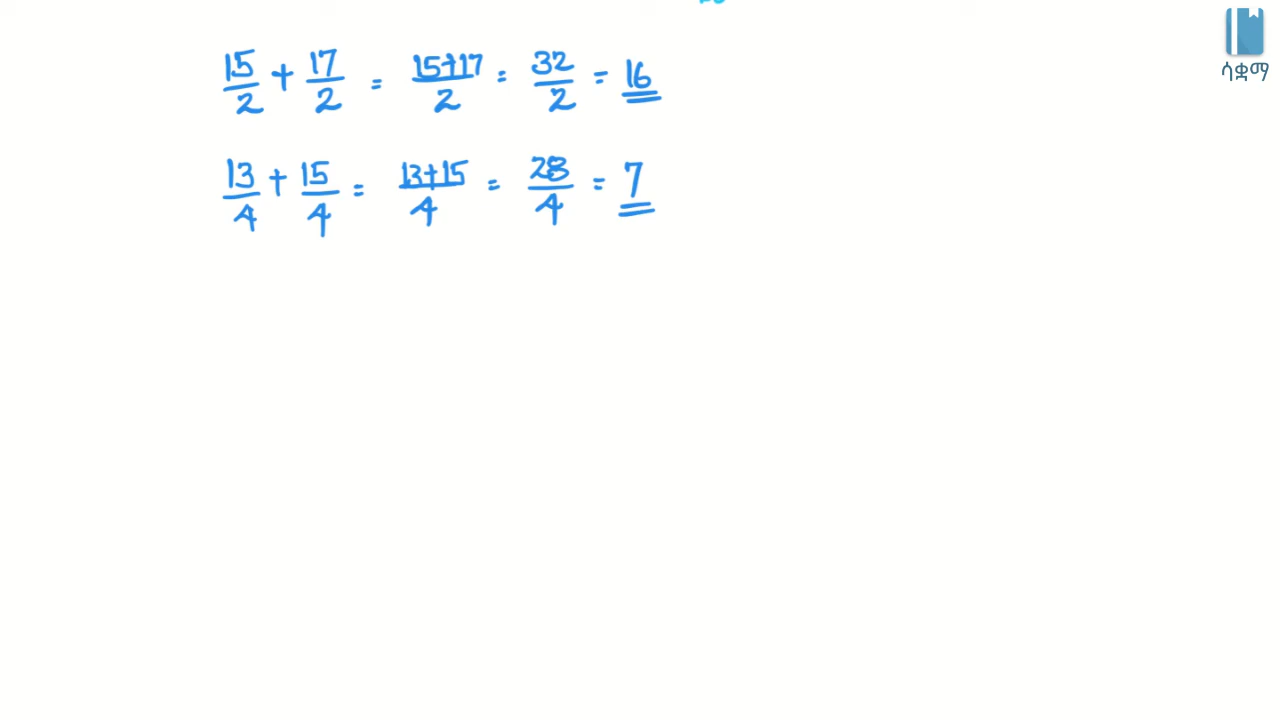 15/2 + 17/2 = 15+17/2 = 32/2 = 16
13/4 + 15/4 = 13+15/4 = 28/4 = 7
ሳቋማ